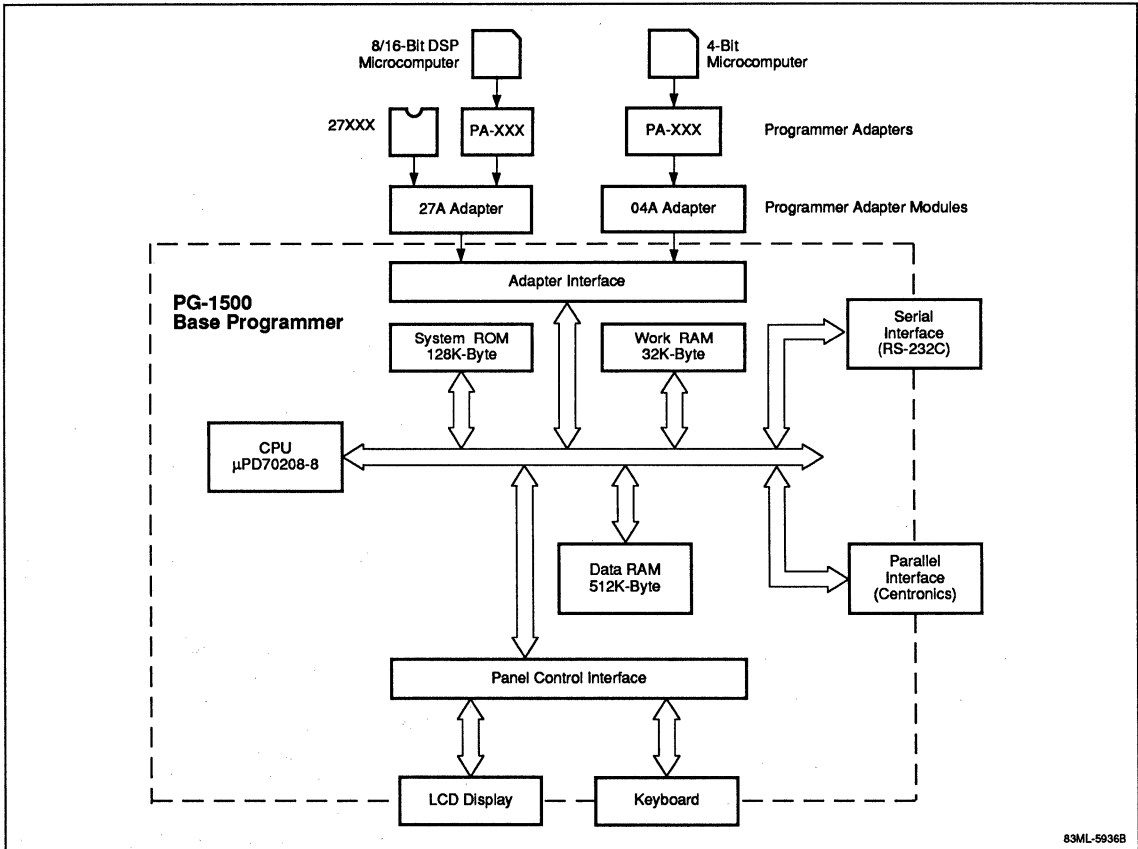 8/16-Bit DSP
Microcomputer
4-Bit
Microcomputer
27XXX
PA-XXX
PA-XXX
Programmer Adapters
27A Adapter
04A Adapter
Programmer Adapter Modules
Adapter Interface
PG-1500
Base Programmer
System ROM
128K-Byte
Work RAM
32K-Byte
Serial
Interface
(RS-232C)
CPU
µPD70208-8
Data RAM
512K-Byte
Parallel
Interface
(Centronics)
Panel Control Interface
LCD Display
Keyboard
83ML-5936B